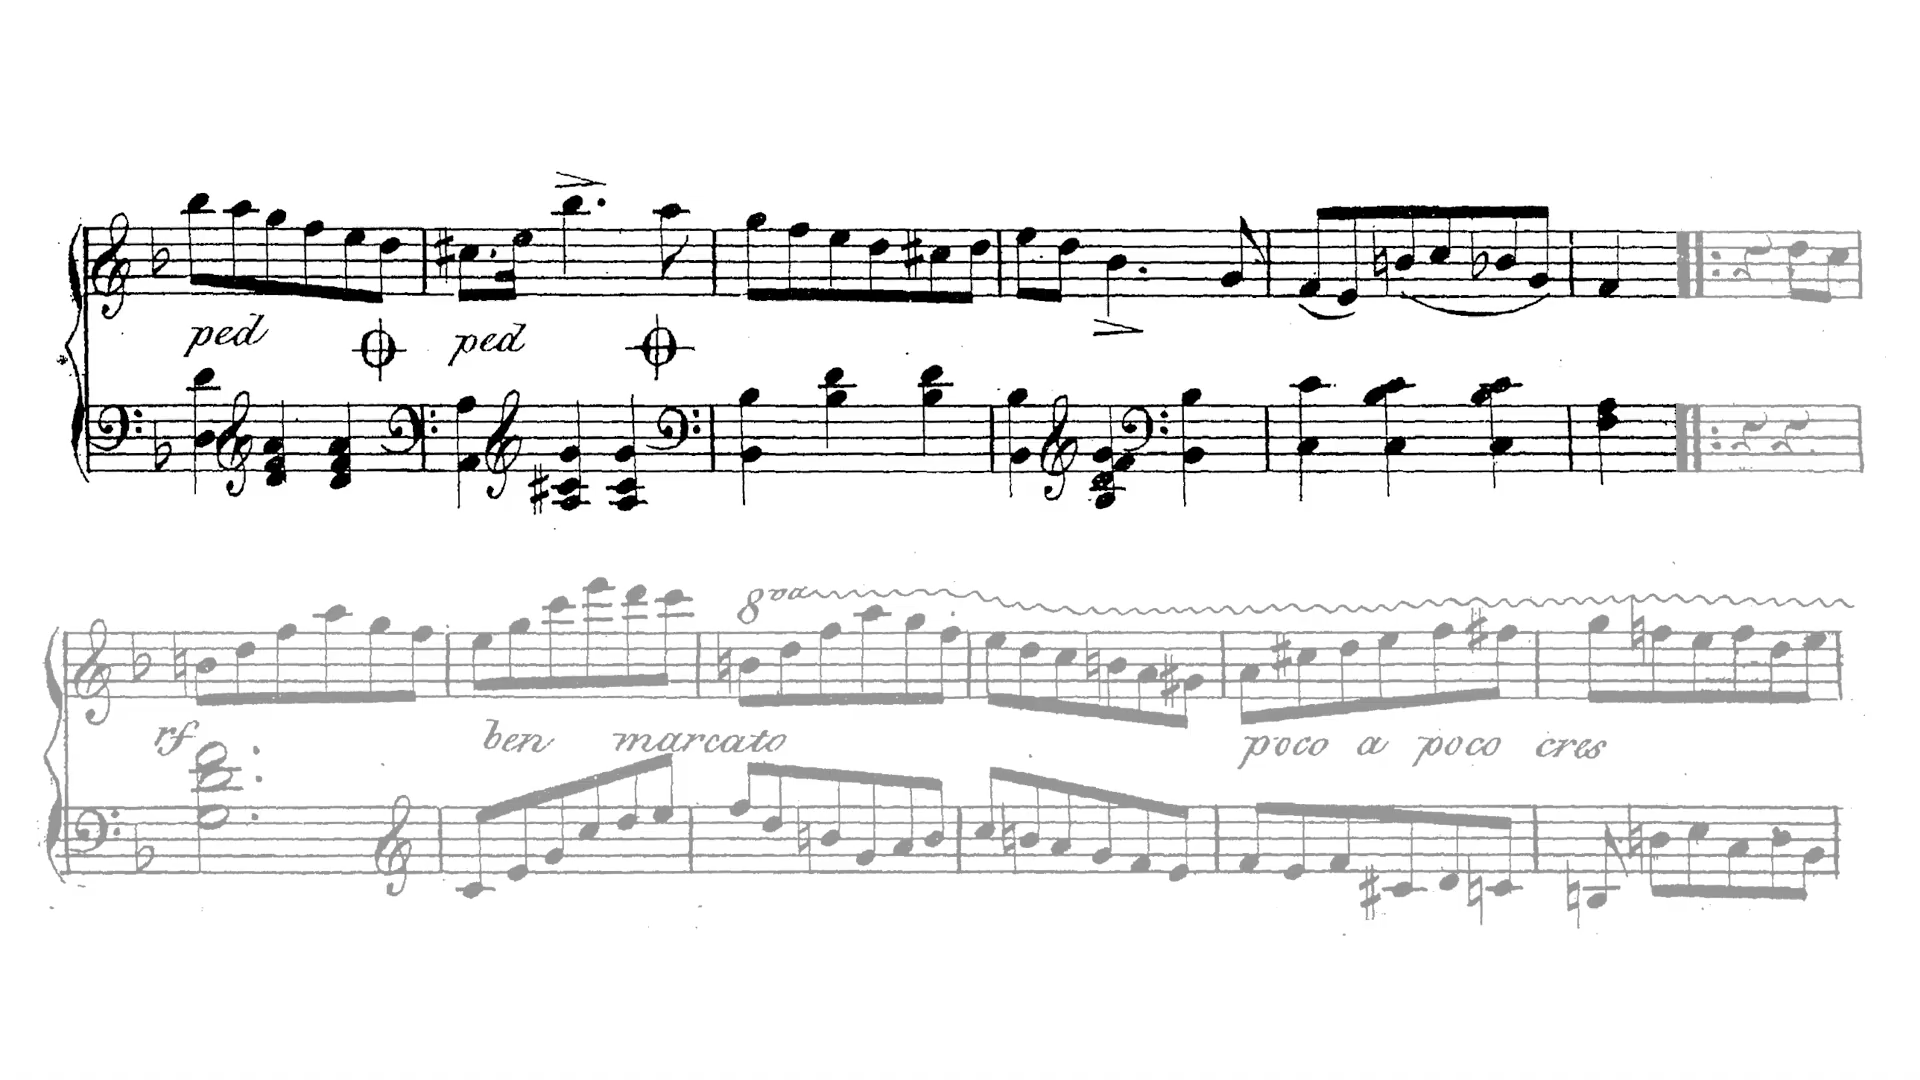 ped ped
8va
rf ben marcato poco a poco cres